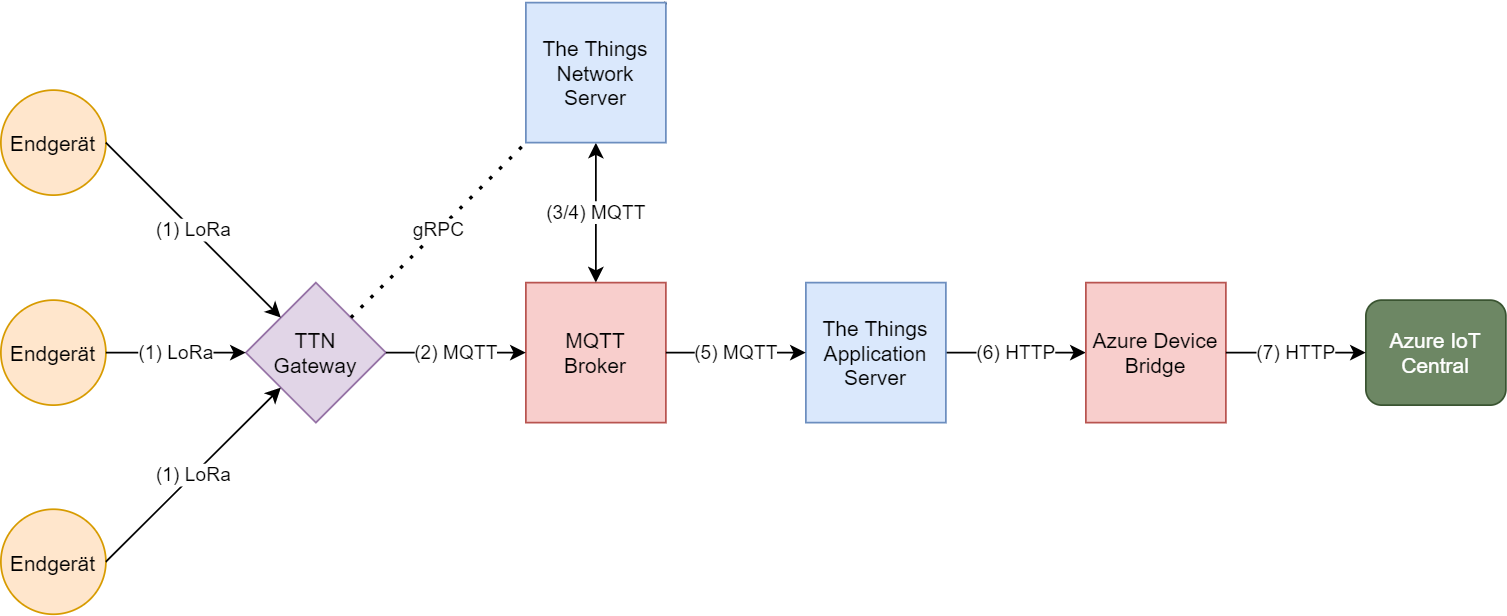 The Things
Network
Server
Endgerät
(1) LoRa
gRPC
(3/4) MQTT
Endgerät
(1) LoRa
TTN
Gateway
(2) MQTT
MQTT
Broker
(5) MQTT
The Things
Application
Server
(6) HTTP
Azure Device
Bridge
(7) HTTP
Azure IoT
Central
(1) LoRa
Endgerät